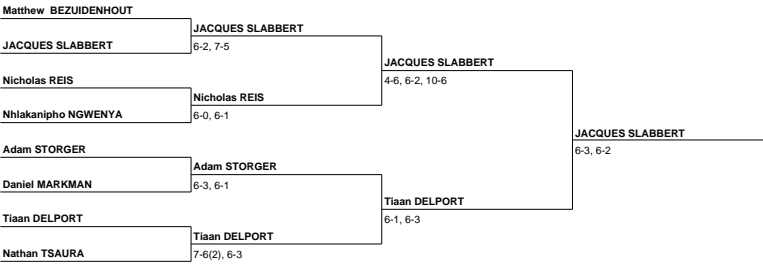 Matthew BEZUIDENHOUT
JACQUES SLABBERT
JACQUES SLABBERT
6-2, 7-5
JACQUES SLABBERT
4-6, 6-2, 10-6
Nicholas REIS
Nicholas REIS
Nhlakanipho NGWENYA
6-0, 6-1
JACQUES SLABBERT
6-3, 6-2
Adam STORGER
Adam STORGER
Daniel MARKMAN
6-3, 6-1
Tiaan DELPORT
6-1, 6-3
Tiaan DELPORT
Tiaan DELPORT
Nathan TSAURA
7-6(2), 6-3